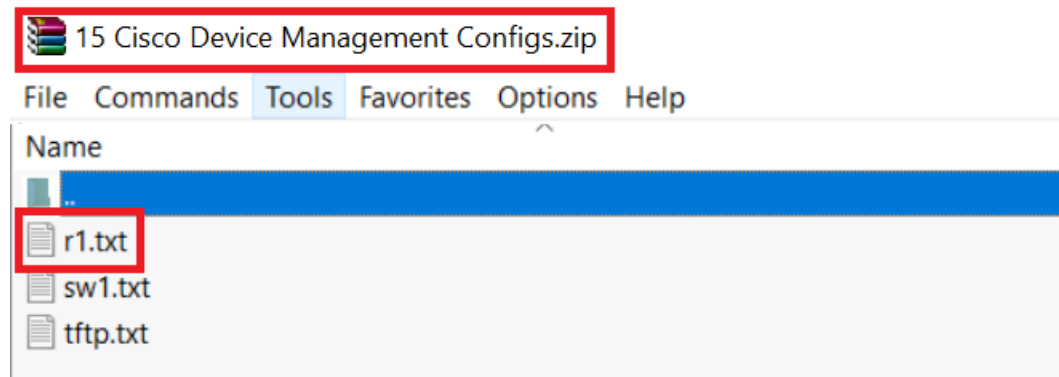 15 Cisco Device Management Configs.zip
File Commands Tools Favorites Options Help
Name
..
r1.txt
sw1.txt
tftp.txt